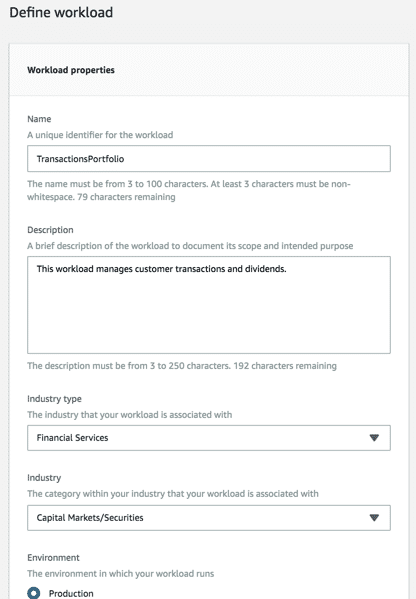 Define workload
Workload properties
Name
A unique identifier for the workload
TransactionsPortfolio
The name must be from 3 to 100 characters. At least 3 characters must be non-
whitespace. 79 characters remaining
Description
A brief description of the workload to document its scope and intended purpose
This workload manages customer transactions and dividends.
The description must be from 3 to 250 characters. 192 characters remaining
Industry type
The industry that your workload is associated with
Financial Services
Industry
The category within your industry that your workload is associated with
Capital Markets/Securities
Environment
The environment in which your workload runs
Production